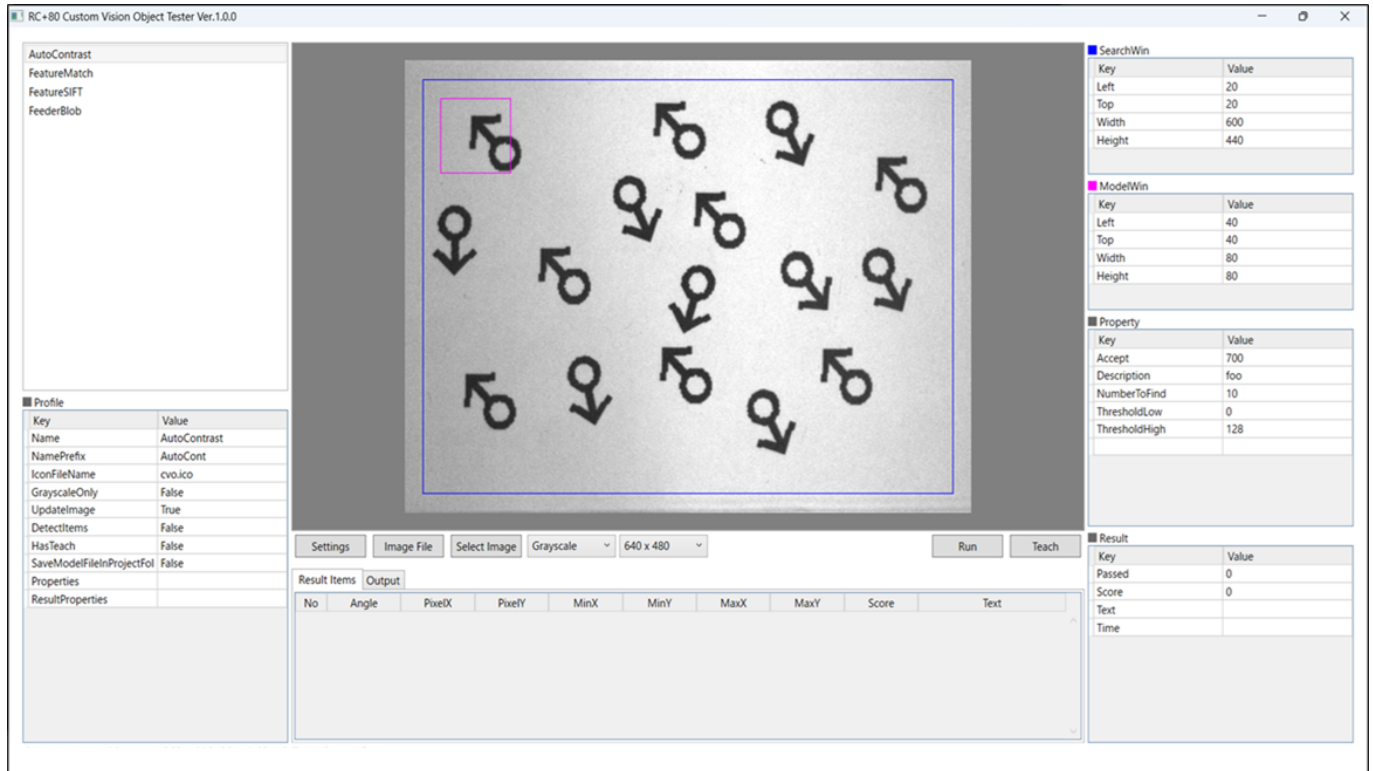 RC+80 Custom Vision Object Tester Ver.1.0.0
AutoContrast
FeatureMatch
FeatureSIFT
FeederBlob
Profile
Key Value
Name AutoContrast
NamePrefix AutoCont
IconFileName cvo.ico
GrayscaleOnly False
UpdateImage True
DetectItems False
HasTeach False
SaveModelFileInProjectFol False
Properties
ResultProperties
Settings Image File Select Image Grayscale 640 x 480 Run Teach
Result Items Output
No Angle PixelX PixelY MinX MinY MaxX MaxY Score Text
SearchWin
Key Value
Left 20
Top 20
Width 600
Height 440
ModelWin
Key Value
Left 40
Top 40
Width 80
Height 80
Property
Key Value
Accept 700
Description foo
NumberToFind 10
ThresholdLow 0
ThresholdHigh 128
Result
Key Value
Passed 0
Score 0
Text
Time